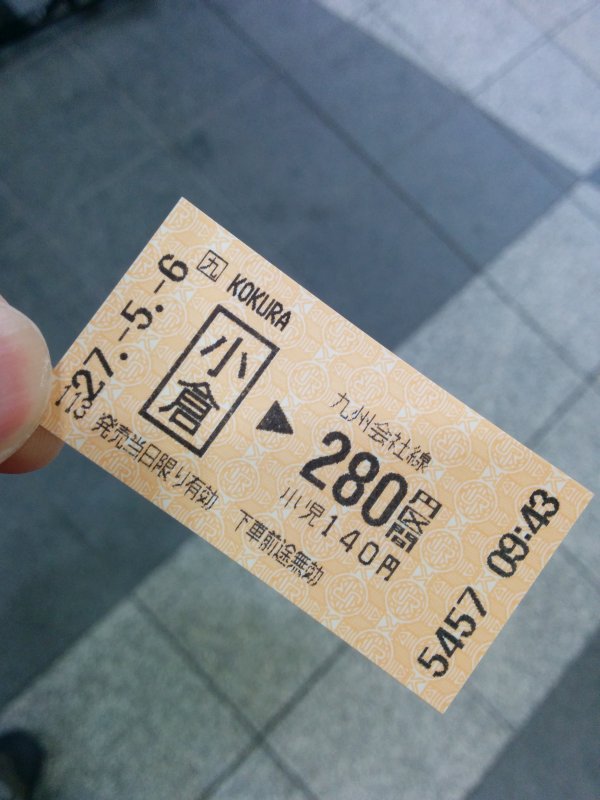 九 KOKURA
小倉
▶
九州会社線
280円区間
小児140円
27.-5.-6
113
発売当日限り有効
下車前途無効
5457 09:43